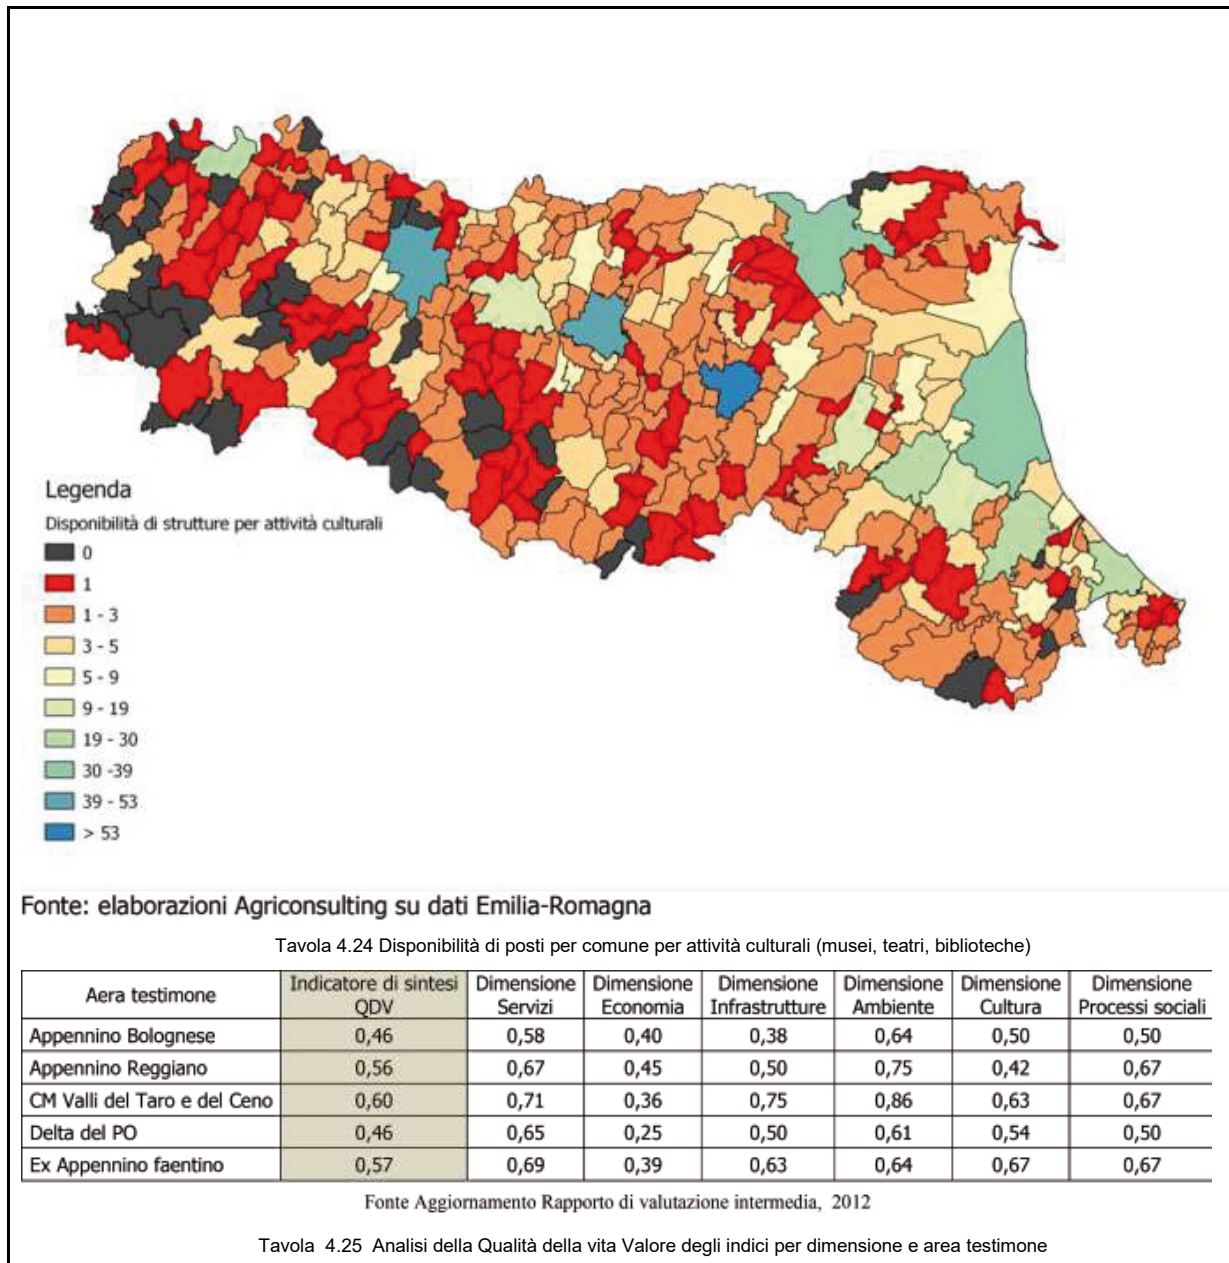 Legenda
Disponibilità di strutture per attività culturali
0
1
1 - 3
3 - 5
5 - 9
9 - 19
19 - 30
30 -39
39 - 53
> 53
Fonte: elaborazioni Agriconsulting su dati Emilia-Romagna
Tavola 4.24 Disponibilità di posti per comune per attività culturali (musei, teatri, biblioteche)
Aera testimone Indicatore di sintesi QDV Dimensione Servizi Dimensione Economia Dimensione Infrastrutture Dimensione Ambiente Dimensione Cultura Dimensione Processi sociali
Appennino Bolognese 0,46 0,58 0,40 0,38 0,64 0,50 0,50
Appennino Reggiano 0,56 0,67 0,45 0,50 0,75 0,42 0,67
CM Valli del Taro e del Ceno 0,60 0,71 0,36 0,75 0,86 0,63 0,67
Delta del PO 0,46 0,65 0,25 0,50 0,61 0,54 0,50
Ex Appennino faentino 0,57 0,69 0,39 0,63 0,64 0,67 0,67
Fonte Aggiornamento Rapporto di valutazione intermedia, 2012
Tavola 4.25 Analisi della Qualità della vita Valore degli indici per dimensione e area testimone